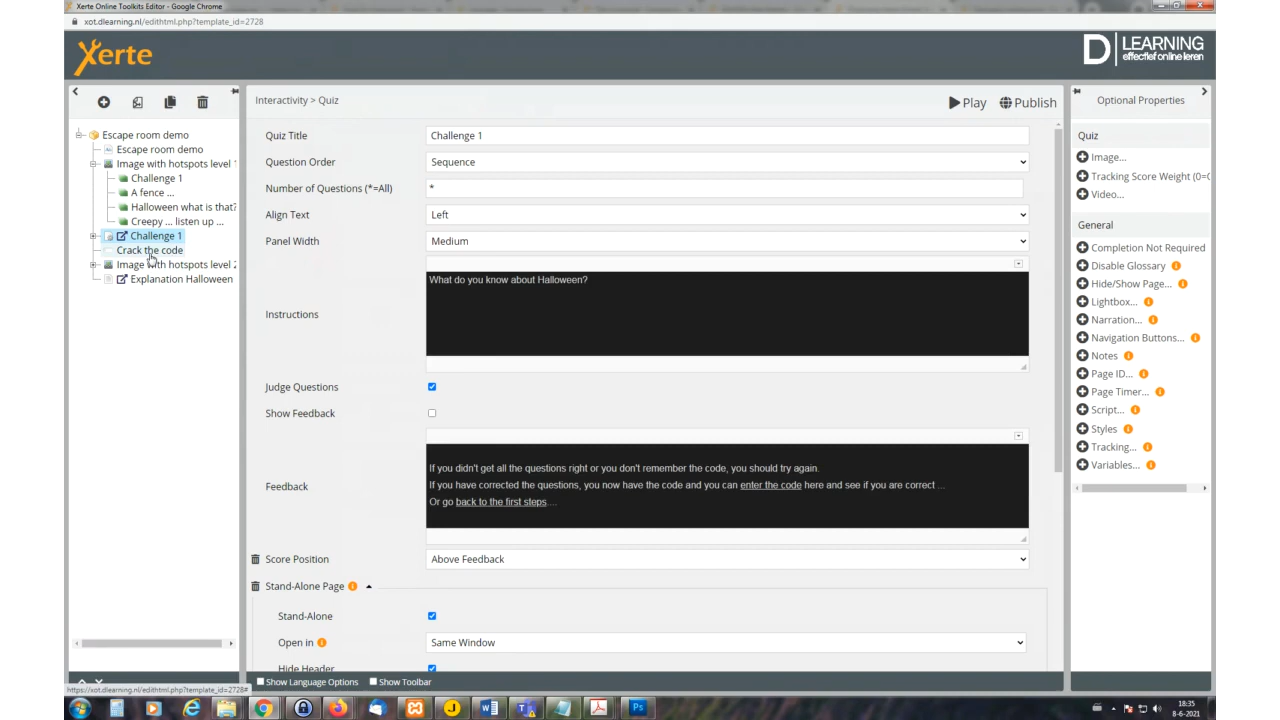 Xerte Online Toolkits Editor - Google Chrome
xot.dlearning.nl/edithtml.php?template_id=2728
Xerte
D LEARNING
effectief online leren
Interactivity > Quiz
Play
Publish
Optional Properties
Escape room demo
Escape room demo
Image with hotspots level 1
Challenge 1
A fence ...
Halloween what is that?
Creepy ... listen up ...
Challenge 1
Crack the code
Image with hotspots level 2
Explanation Halloween
Quiz Title
Challenge 1
Question Order
Sequence
Number of Questions (*=All)
*
Align Text
Left
Panel Width
Medium
Instructions
What do you know about Halloween?
Judge Questions
Show Feedback
Feedback
If you didn't get all the questions right or you don't remember the code, you should try again.
If you have corrected the questions, you now have the code and you can enter the code here and see if you are correct ...
Or go back to the first steps....
Score Position
Above Feedback
Stand-Alone Page
Stand-Alone
Open in
Same Window
Hide Header
Quiz
Image...
Tracking Score Weight (0=
Video...
General
Completion Not Required
Disable Glossary
Hide/Show Page...
Lightbox...
Narration...
Navigation Buttons...
Notes
Page ID...
Page Timer...
Script...
Styles
Tracking...
Variables...
Show Language Options
Show Toolbar
https://xot.dlearning.nl/edithtml.php?template_id=2728#
18:35
8-6-2021